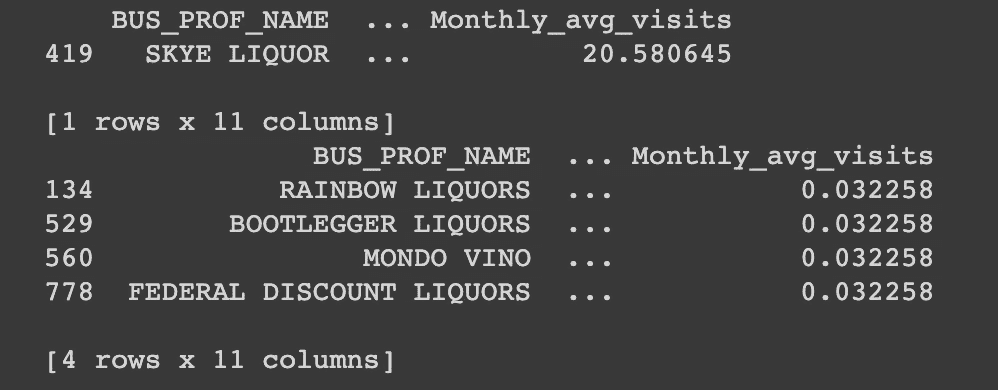 BUS_PROF_NAME ... Monthly_avg_visits
419 SKYE LIQUOR ... 20.580645
[1 rows x 11 columns]
BUS_PROF_NAME ... Monthly_avg_visits
134 RAINBOW LIQUORS ... 0.032258
529 BOOTLEGGER LIQUORS ... 0.032258
560 MONDO VINO ... 0.032258
778 FEDERAL DISCOUNT LIQUORS ... 0.032258
[4 rows x 11 columns]